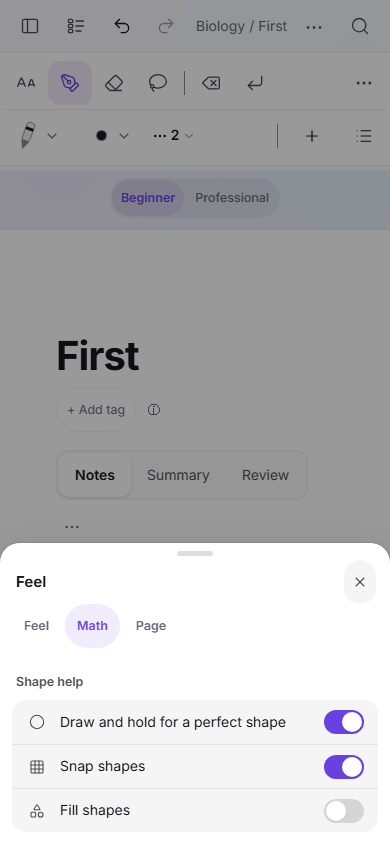 Biology / First
AA
2
Beginner Professional
First
+ Add tag
Notes Summary Review
Feel
Feel Math Page
Shape help
Draw and hold for a perfect shape
Snap shapes
Fill shapes